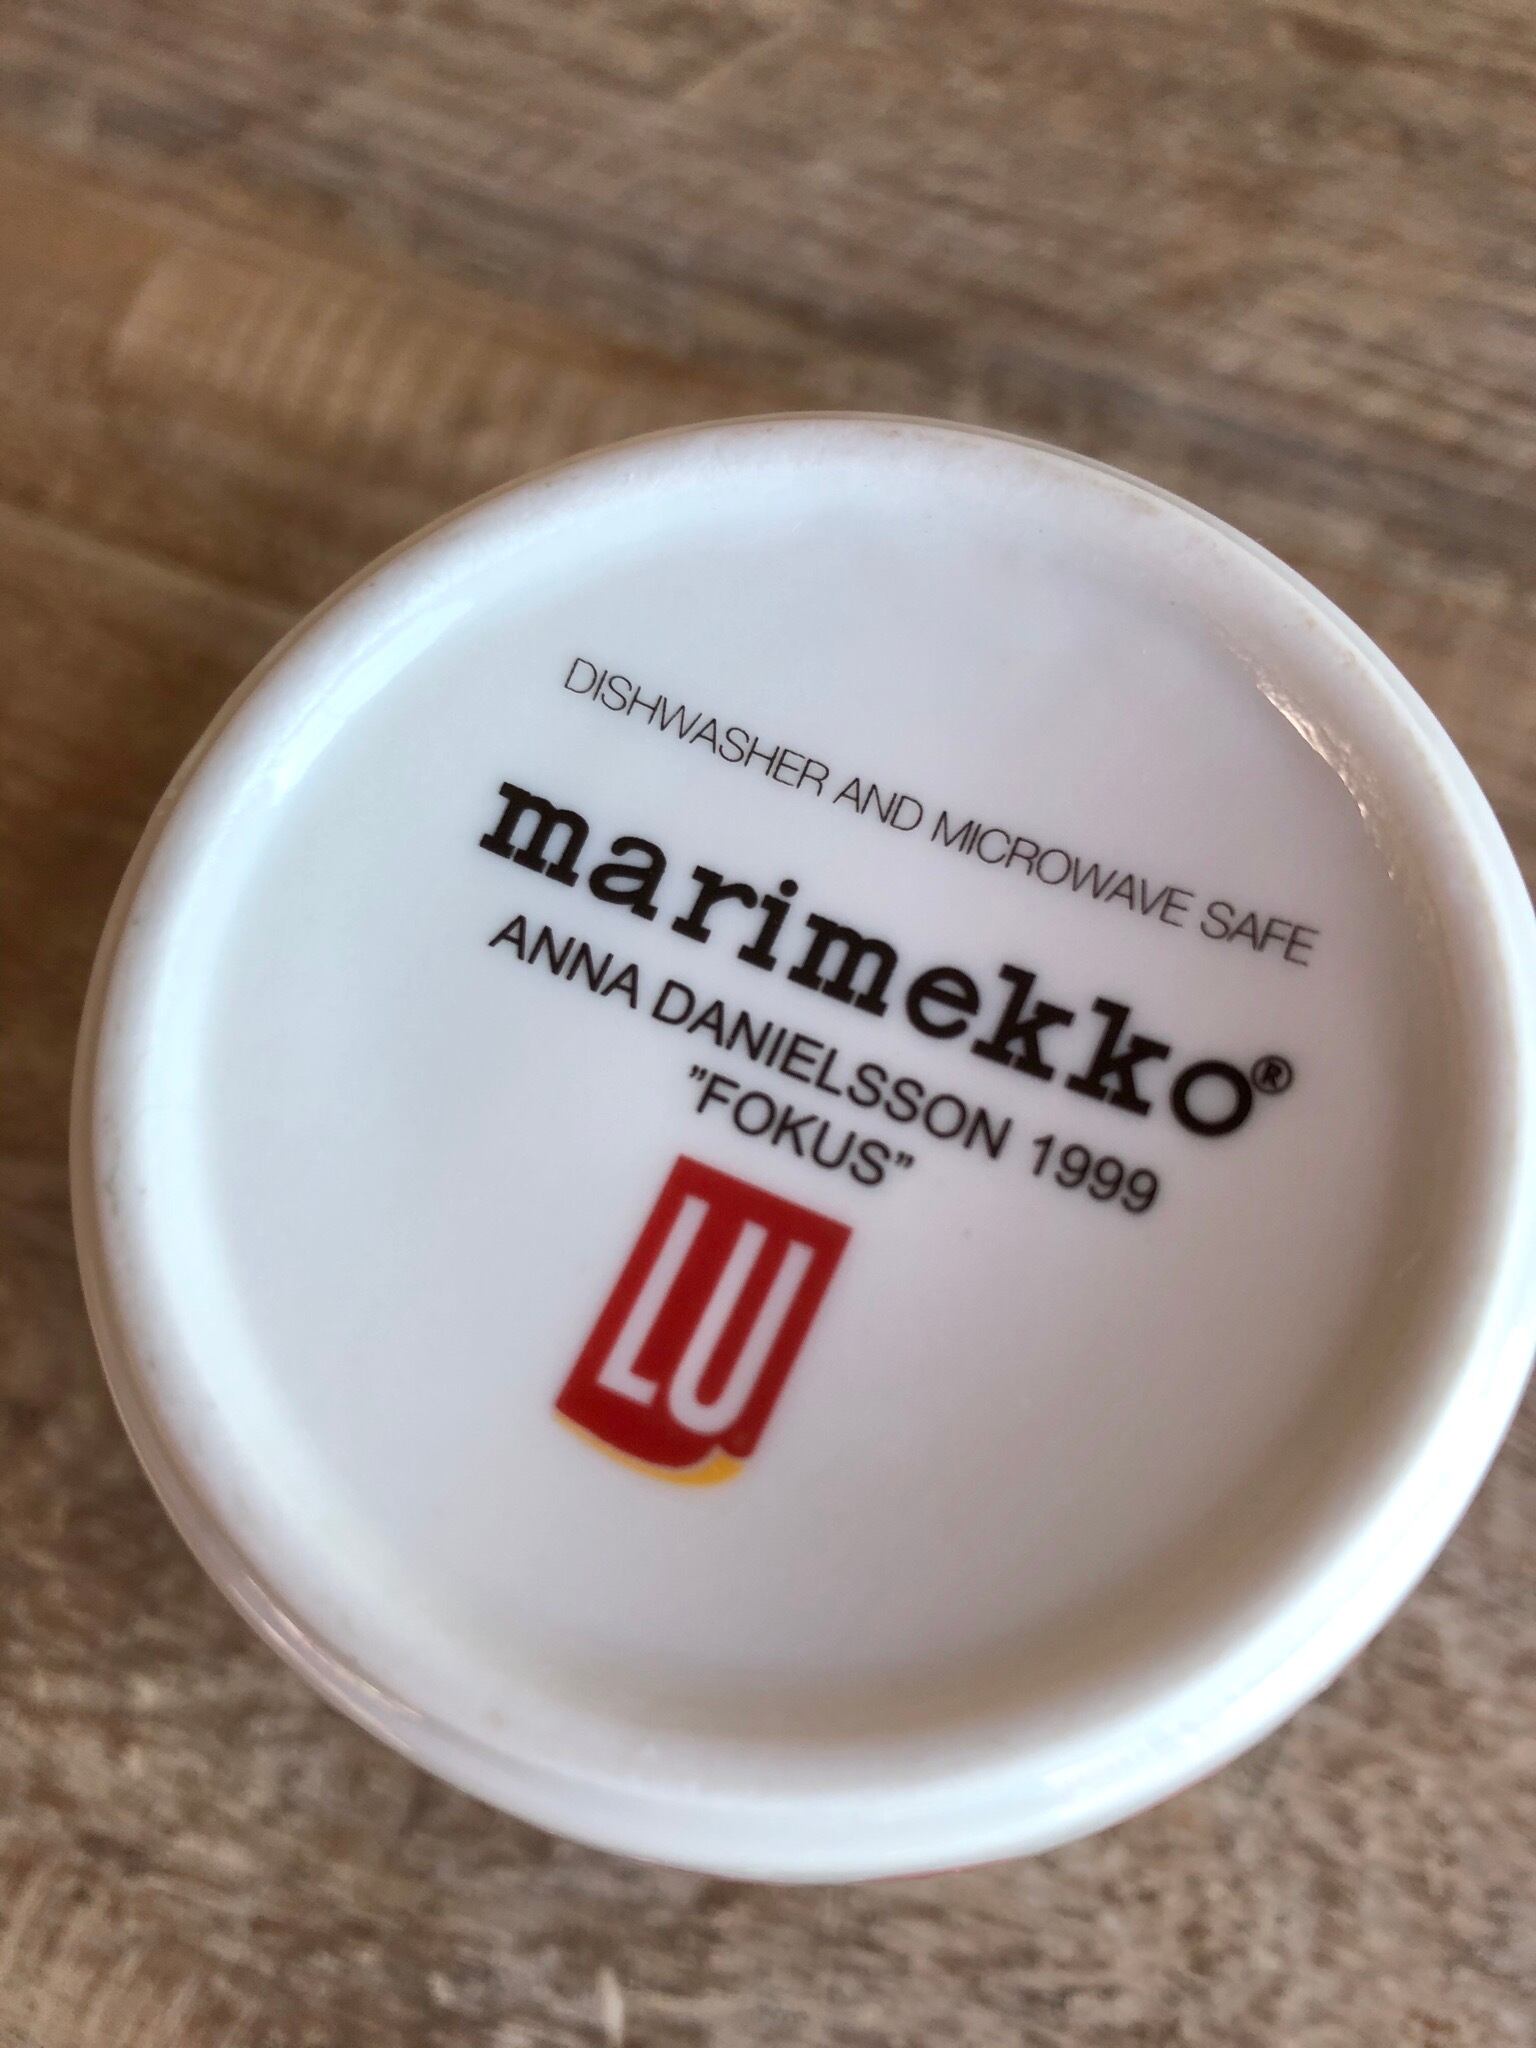 DISHWASHER AND MICROWAVE SAFE
marimekko®
ANNA DANIELSSON 1999
”FOKUS”
LU